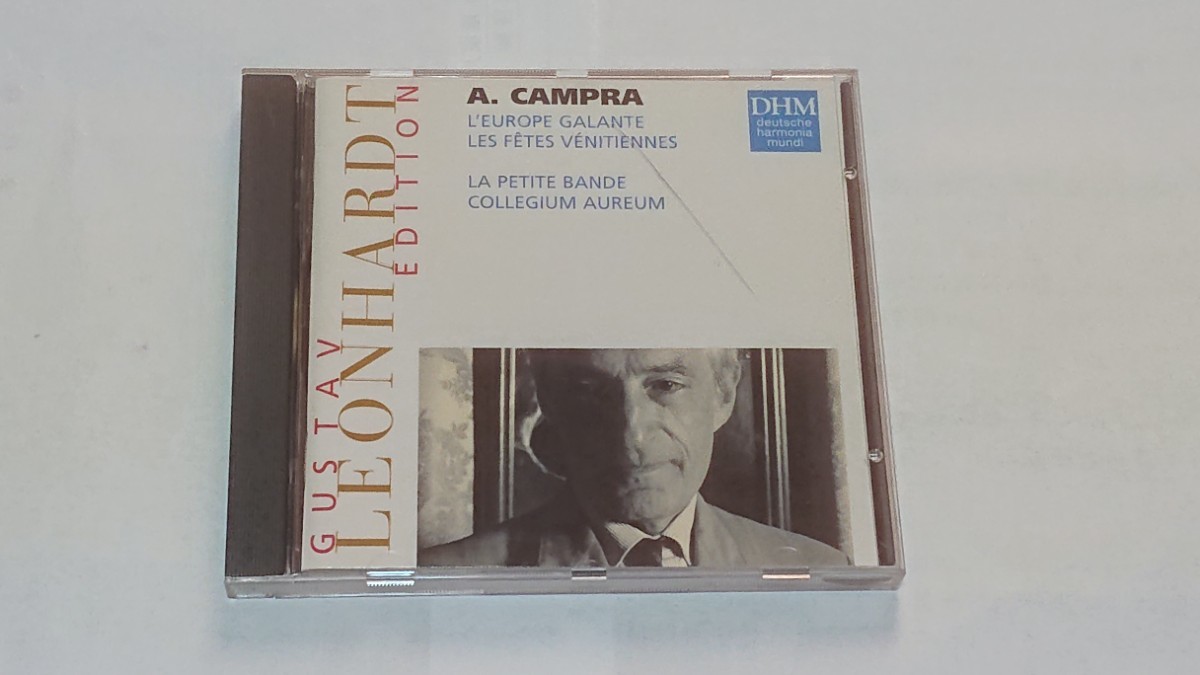 GUSTAV
LEONHARDT
EDITION
A. CAMPRA
L'EUROPE GALANTE
LES FÊTES VÉNITIENNES
LA PETITE BANDE
COLLEGIUM AUREUM
DHM
deutsche
harmonia
mundi